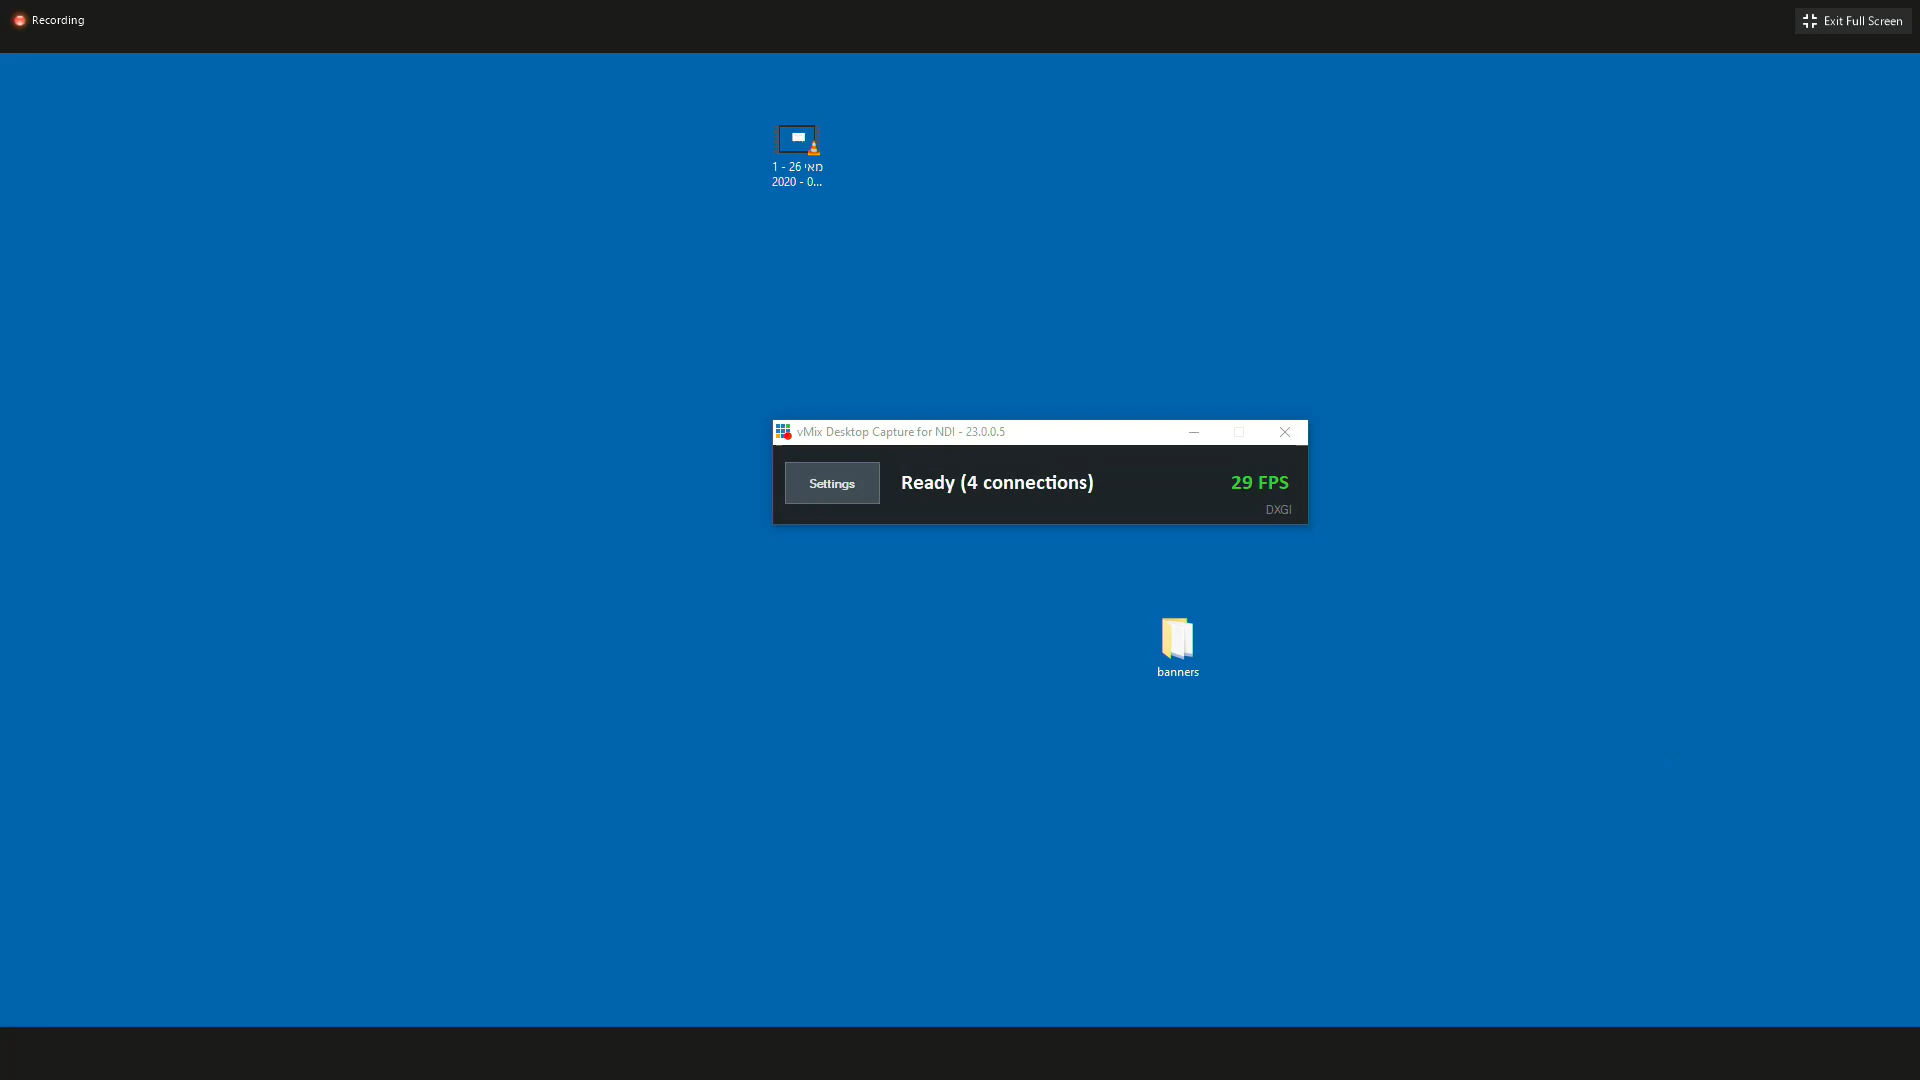 Recording
Exit Full Screen
1 - 26 מאי
2020 - 0...
vMix Desktop Capture for NDI - 23.0.0.5
Settings
Ready (4 connections)
29 FPS
DXGI
banners